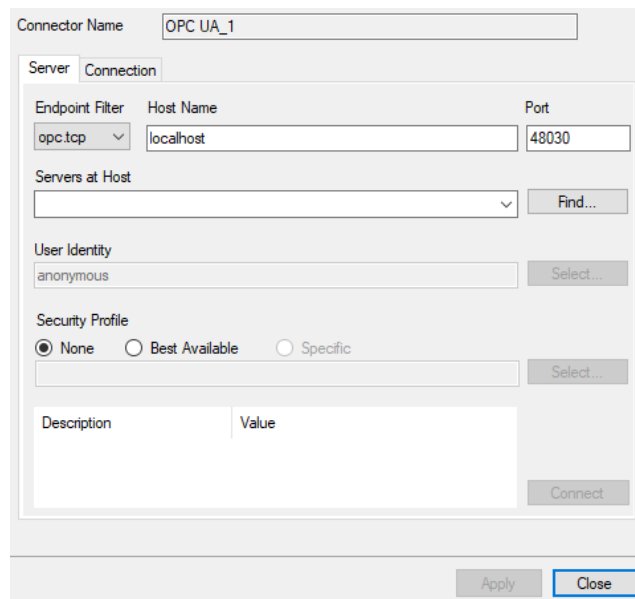 Connector Name OPC UA_1
Server Connection
Endpoint Filter Host Name Port
opc.tcp localhost 48030
Servers at Host
Find...
User Identity
anonymous Select...
Security Profile
None Best Available Specific
Select...
Description Value
Connect
Apply Close